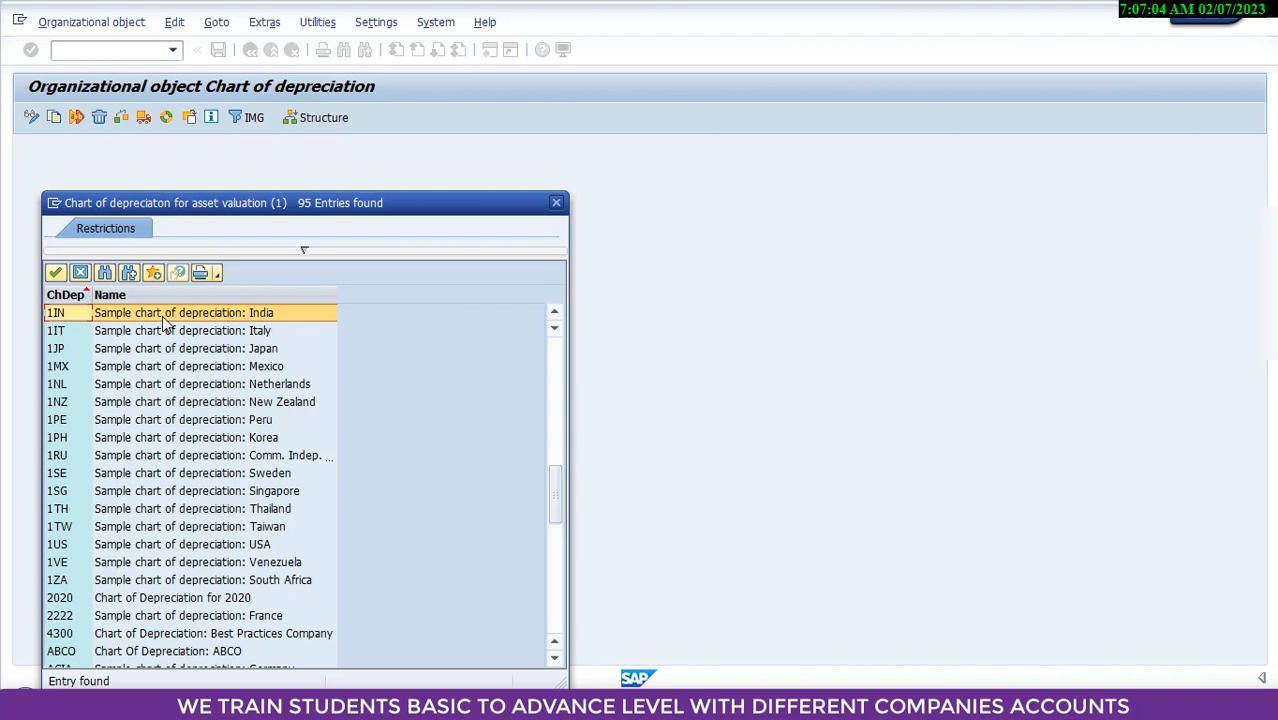 7:07:04 AM 02/07/2023
Organizational object Edit Goto Extras Utilities Settings System Help
Organizational object Chart of depreciation
IMG Structure
Chart of depreciaton for asset valuation (1) 95 Entries found
Restrictions
ChDep Name
1IN Sample chart of depreciation: India
1IT Sample chart of depreciation: Italy
1JP Sample chart of depreciation: Japan
1MX Sample chart of depreciation: Mexico
1NL Sample chart of depreciation: Netherlands
1NZ Sample chart of depreciation: New Zealand
1PE Sample chart of depreciation: Peru
1PH Sample chart of depreciation: Korea
1RU Sample chart of depreciation: Comm. Indep. ...
1SE Sample chart of depreciation: Sweden
1SG Sample chart of depreciation: Singapore
1TH Sample chart of depreciation: Thailand
1TW Sample chart of depreciation: Taiwan
1US Sample chart of depreciation: USA
1VE Sample chart of depreciation: Venezuela
1ZA Sample chart of depreciation: South Africa
2020 Chart of Depreciation for 2020
2222 Sample chart of depreciation: France
4300 Chart of Depreciation: Best Practices Company
ABCO Chart Of Depreciation: ABCO
Sample chart of depreciation: Germany
Entry found
SAP
WE TRAIN STUDENTS BASIC TO ADVANCE LEVEL WITH DIFFERENT COMPANIES ACCOUNTS